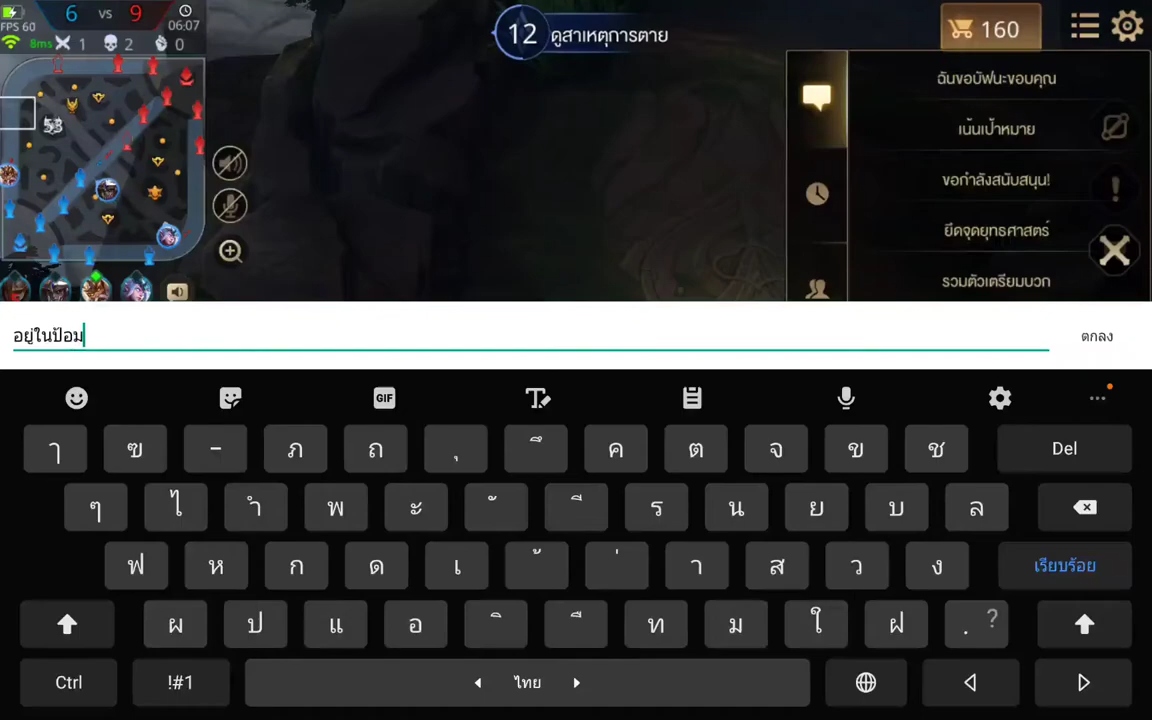 6 vs 9 06:07
FPS 60
8ms 1 2 0
53
12 ดูสาเหตุการตาย
160
ฉันขอบัฟนะขอบคุณ
เน้นเป้าหมาย
ขอกำลังสนับสนุน!
ยึดจุดยุทธศาสตร์
รวมตัวเตรียมบวก
อยู่ในป้อม ตกลง
GIF
ๅ ฃ - ภ ถ ุ ึ ค ต จ ข ช Del
ๆ ไ ำ พ ะ ั ี ร น ย บ ล
ฟ ห ก ด เ ้ ่ า ส ว ง เรียบร้อย
ผ ป แ อ ิ ื ท ม ใ ฝ . ?
Ctrl !#1 ไทย